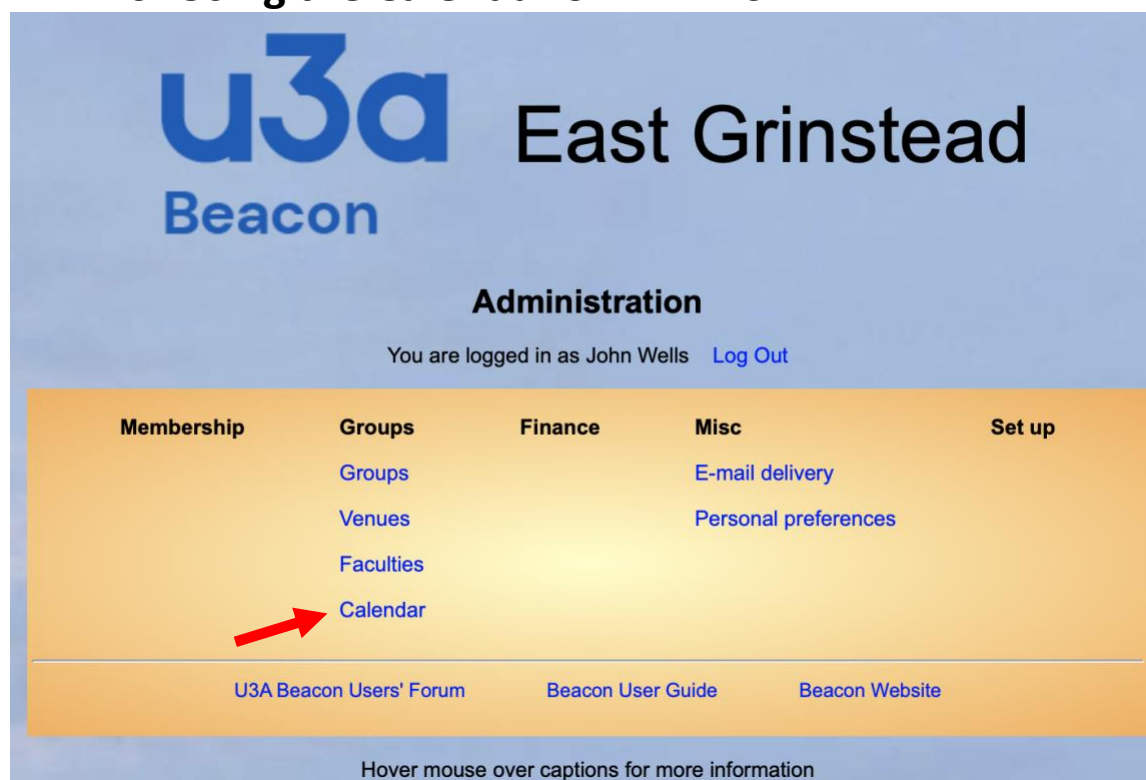 u3a East Grinstead
Beacon
Administration
You are logged in as John Wells Log Out
Membership Groups Finance Misc Set up
Groups E-mail delivery
Venues Personal preferences
Faculties
Calendar
U3A Beacon Users' Forum Beacon User Guide Beacon Website
Hover mouse over captions for more information